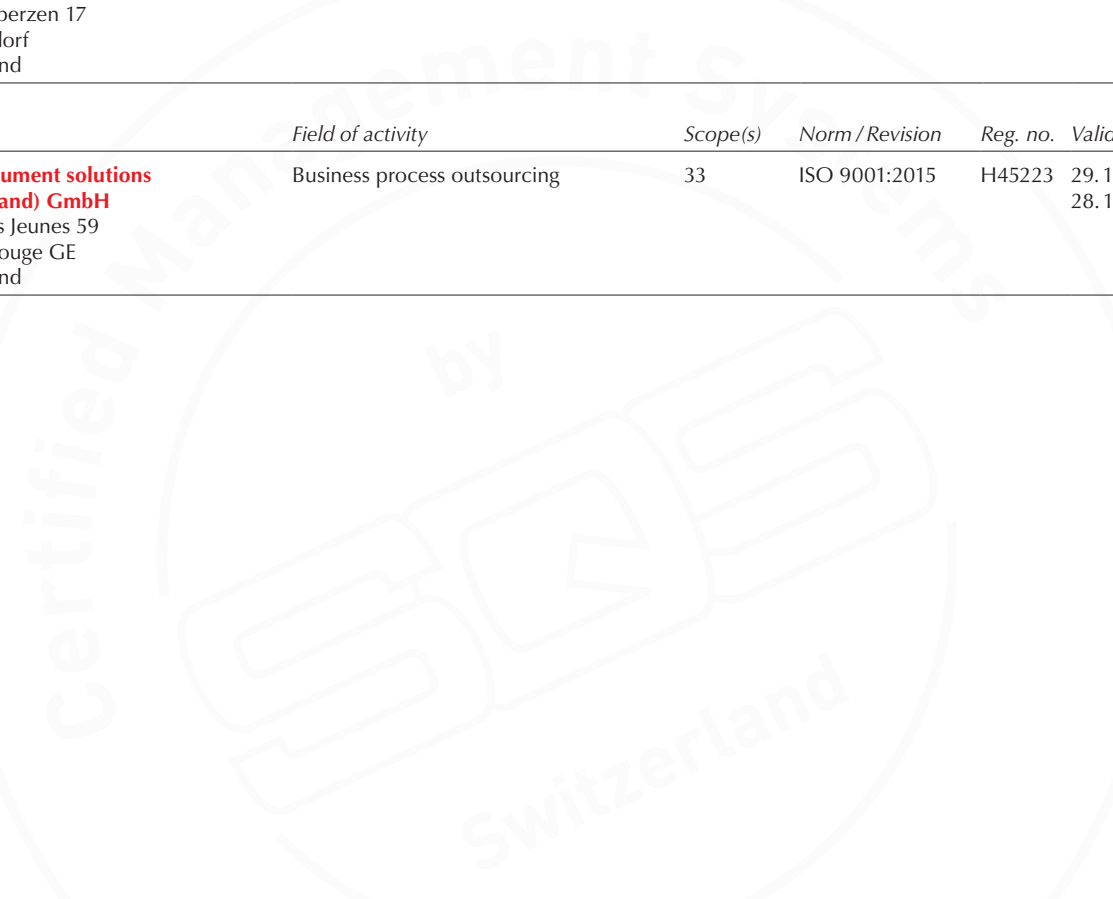 perzen 17
dorf
nd
Field of activity Scope(s) Norm / Revision Reg. no. Valid
ument solutions Business process outsourcing 33 ISO 9001:2015 H45223 29. 1
and) GmbH 28. 1
s Jeunes 59
ouge GE
nd
Certified Management Systems
by
SQS
Switzerland